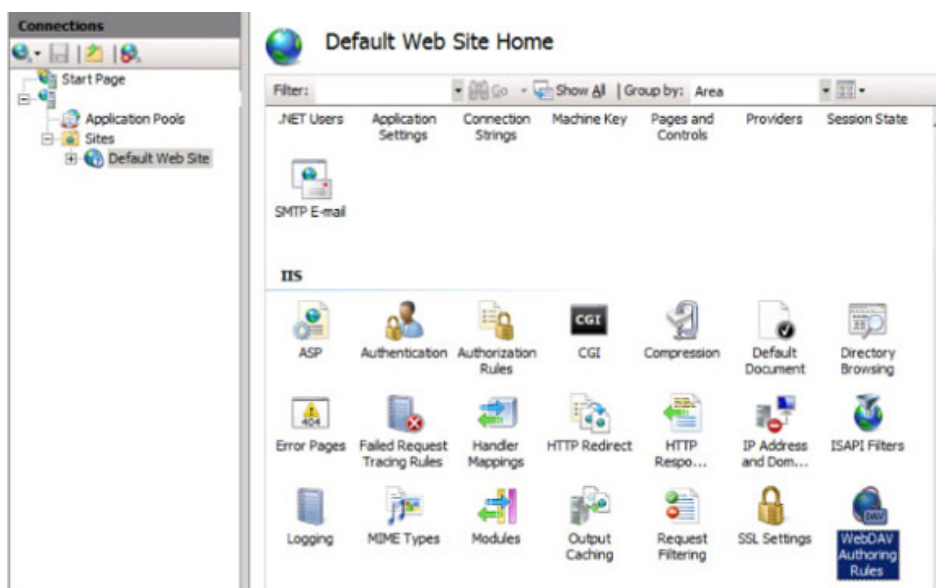 Connections
Start Page
Application Pools
Sites
Default Web Site
Default Web Site Home
Filter: Go Show All Group by: Area
.NET Users Application Settings Connection Strings Machine Key Pages and Controls Providers Session State
SMTP E-mail
IIS
ASP Authentication Authorization Rules CGI Compression Default Document Directory Browsing
404
Error Pages Failed Request Tracing Rules Handler Mappings HTTP Redirect HTTP Respo... IP Address and Dom... ISAPI Filters
DAV
Logging MIME Types Modules Output Caching Request Filtering SSL Settings WebDAV Authoring Rules